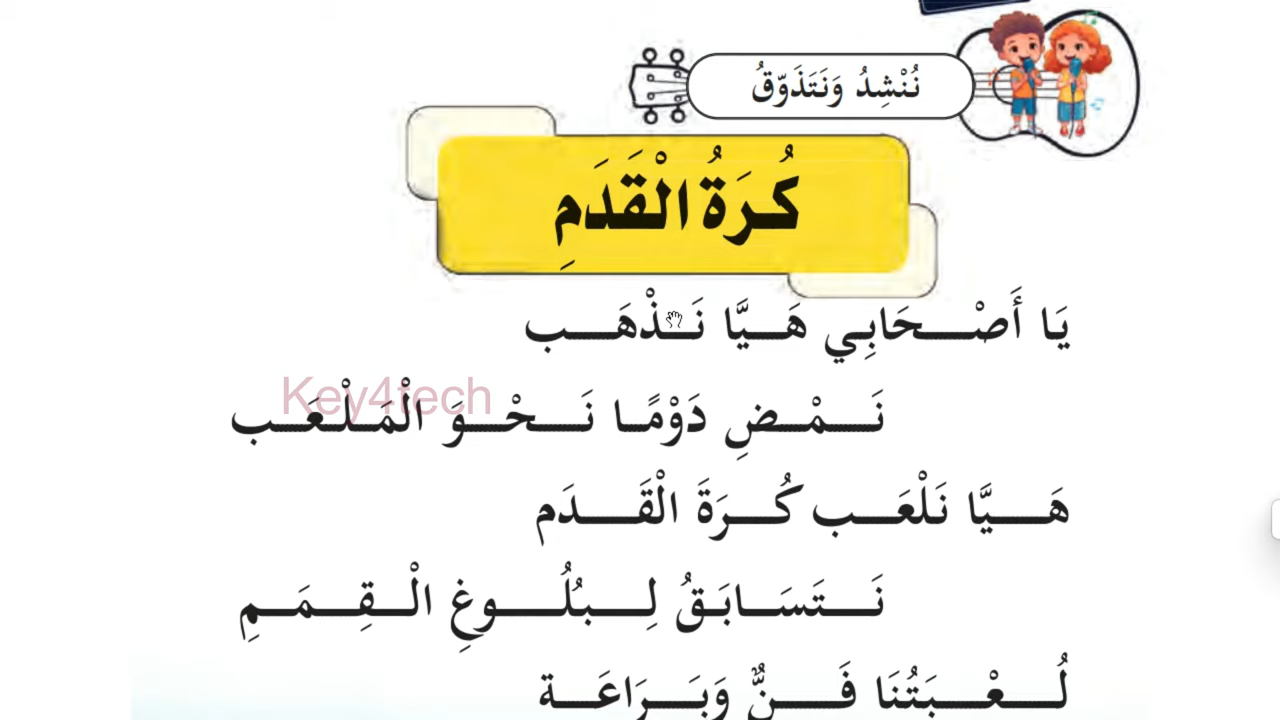 نُنْشِدُ وَنَتَذَوَّقُ
كُرَةُ الْقَدَمِ
يَا أَصْحَابِي هَيَّا نَذْهَب
Key4tech
نَمْضِ دَوْمًا نَحْوَ الْمَلْعَب
هَيَّا نَلْعَب كُرَةَ الْقَدَم
نَتَسَابَقُ لِبُلُوغِ الْقِمَمِ
لُعْبَتُنَا فَنٌّ وَبَرَاعَة